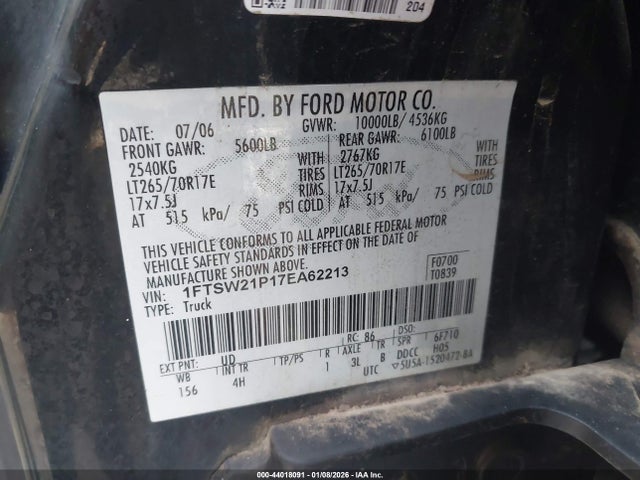 204
MFD. BY FORD MOTOR CO.
DATE: 07/06 GVWR: 10000LB/ 4536KG
FRONT GAWR: 5600LB REAR GAWR: 6100LB
2540KG WITH 2767KG WITH
LT265/70R17E TIRES LT265/70R17E TIRES
17x7.5J RIMS 17x7.5J RIMS
AT 515 kPa/ 75 PSI COLD AT 515 kPa/ 75 PSI COLD
THIS VEHICLE CONFORMS TO ALL APPLICABLE FEDERAL MOTOR
VEHICLE SAFETY STANDARDS IN EFFECT ON THE DATE OF
MANUFACTURE SHOWN ABOVE.
VIN: 1FTSW21P17EA62213 F0700
TYPE: Truck T0839
RC: 86 DSO:
EXT PNT: UD 6F710
WB INT TR TP/PS R AXLE TR SPR
156 4H 1 3L B DDCC H05
UTC 5U5A-1520472-BA
000-44018091 - 01/08/2026 - IAA Inc.